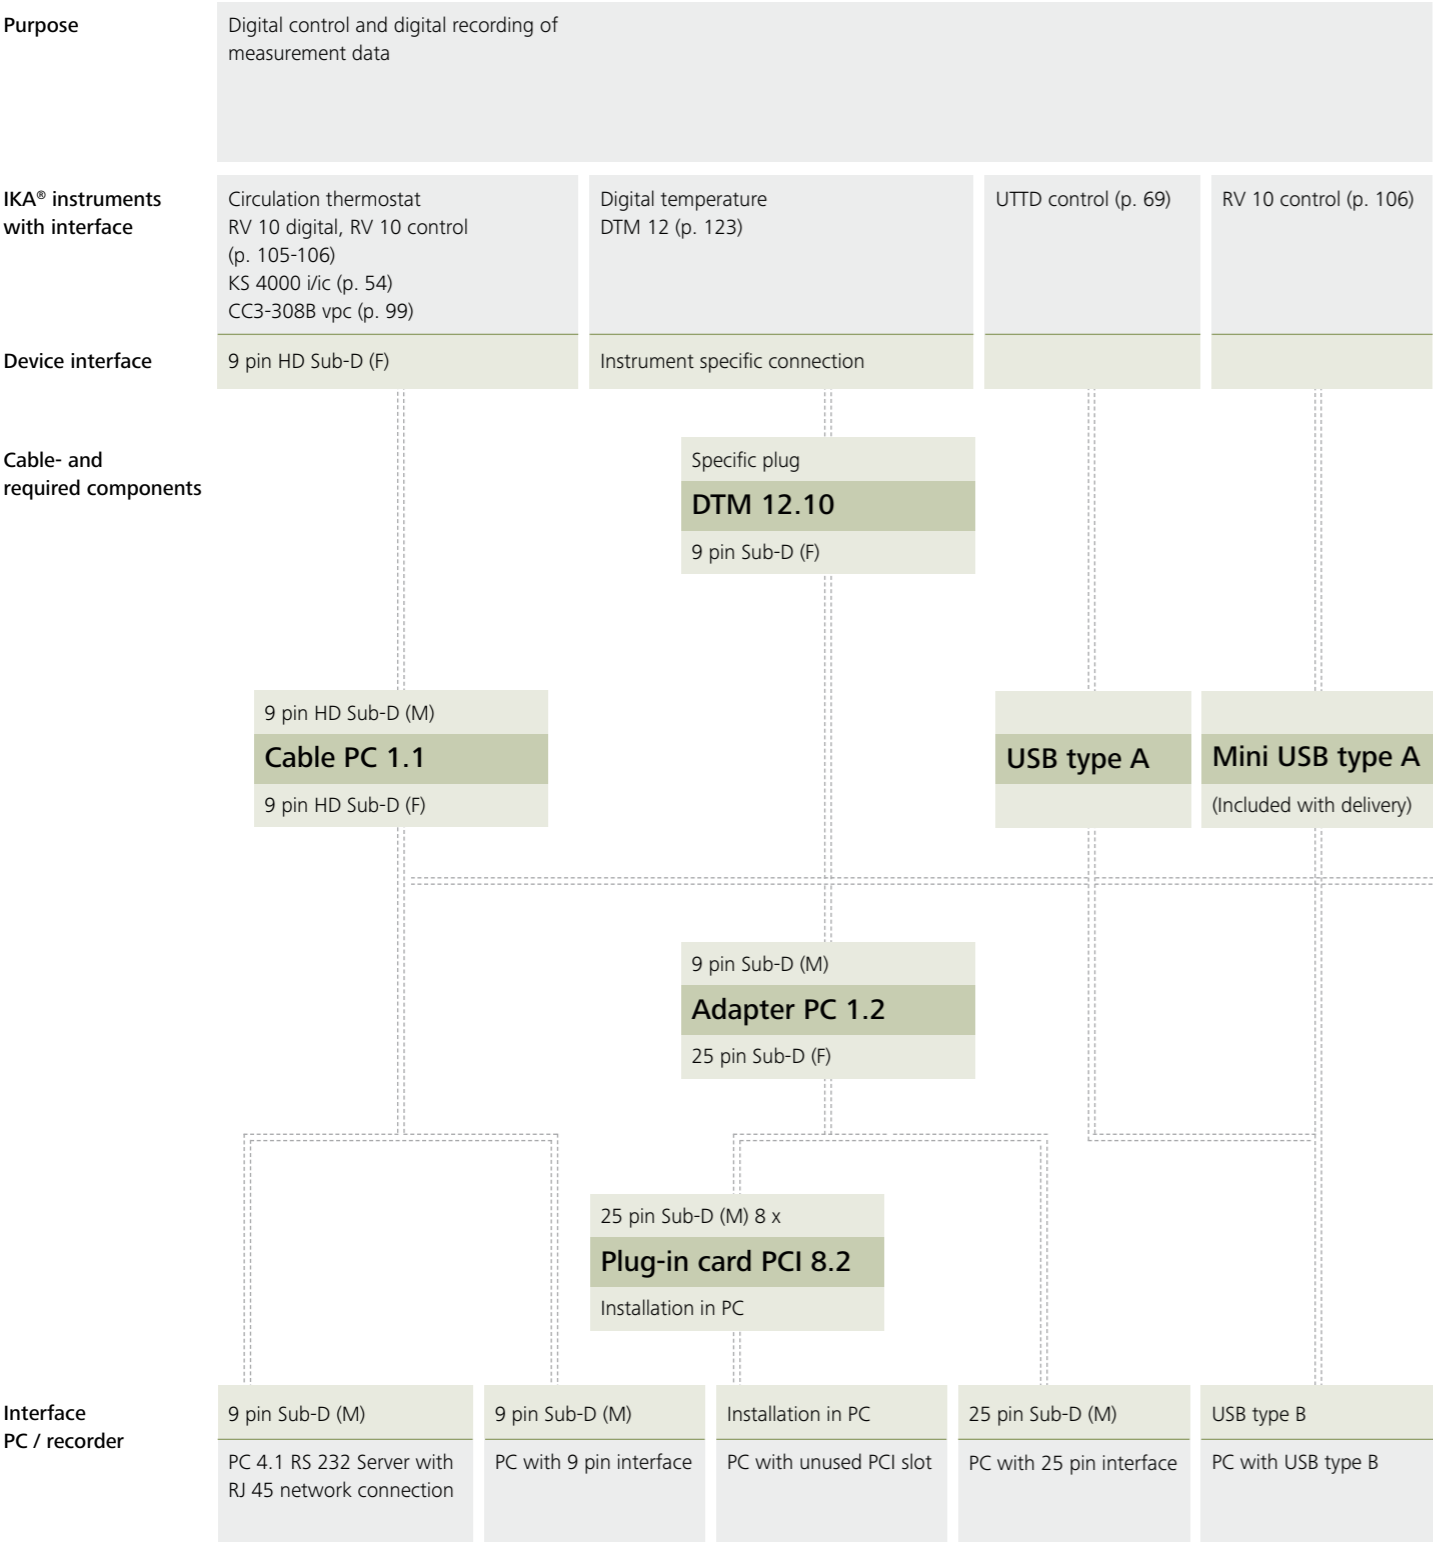 Purpose
Digital control and digital recording of
measurement data
IKA® instruments
with interface
Circulation thermostat
RV 10 digital, RV 10 control
(p. 105-106)
KS 4000 i/ic (p. 54)
CC3-308B vpc (p. 99)
Digital temperature
DTM 12 (p. 123)
UTTD control (p. 69)
RV 10 control (p. 106)
Device interface
9 pin HD Sub-D (F)
Instrument specific connection
Cable- and
required components
Specific plug
DTM 12.10
9 pin Sub-D (F)
9 pin HD Sub-D (M)
Cable PC 1.1
9 pin HD Sub-D (F)
USB type A
Mini USB type A
(Included with delivery)
9 pin Sub-D (M)
Adapter PC 1.2
25 pin Sub-D (F)
25 pin Sub-D (M) 8 x
Plug-in card PCI 8.2
Installation in PC
Interface
PC / recorder
9 pin Sub-D (M)
PC 4.1 RS 232 Server with
RJ 45 network connection
9 pin Sub-D (M)
PC with 9 pin interface
Installation in PC
PC with unused PCI slot
25 pin Sub-D (M)
PC with 25 pin interface
USB type B
PC with USB type B